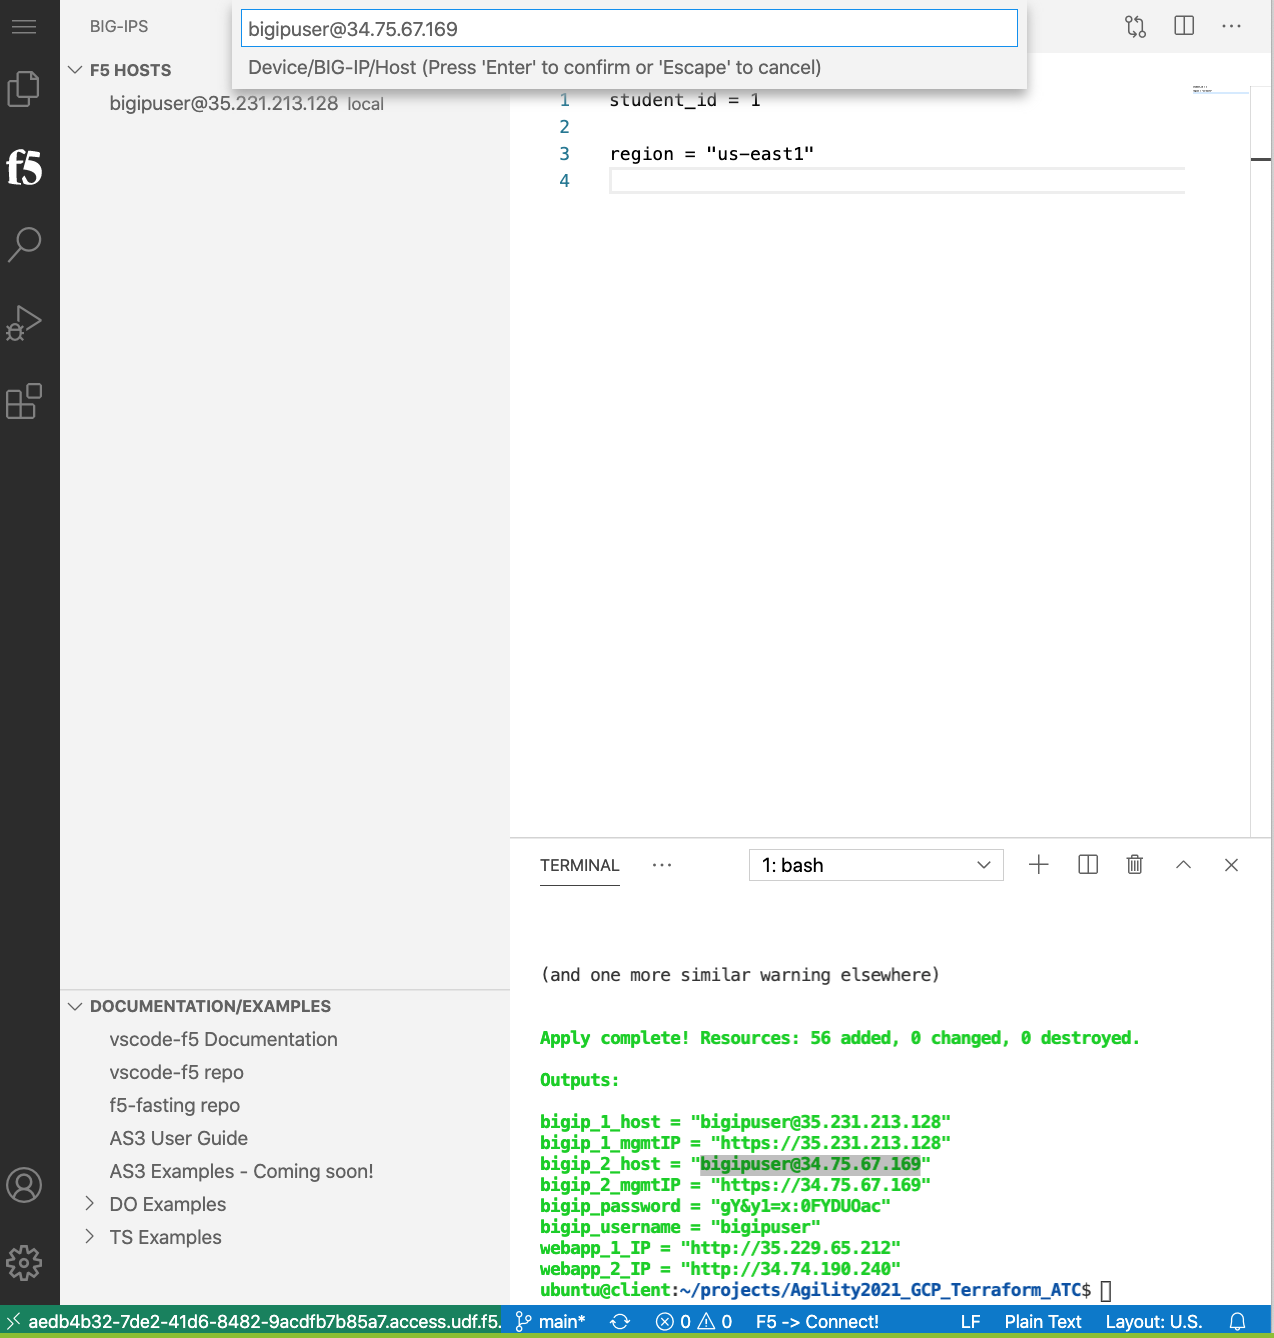 BIG-IPS
bigipuser@34.75.67.169
Device/BIG-IP/Host (Press 'Enter' to confirm or 'Escape' to cancel)
F5 HOSTS
bigipuser@35.231.213.128 local
f5
1 student_id = 1
2
3 region = "us-east1"
4
TERMINAL
1: bash
(and one more similar warning elsewhere)
Apply complete! Resources: 56 added, 0 changed, 0 destroyed.
Outputs:
bigip_1_host = "bigipuser@35.231.213.128"
bigip_1_mgmtIP = "https://35.231.213.128"
bigip_2_host = "bigipuser@34.75.67.169"
bigip_2_mgmtIP = "https://34.75.67.169"
bigip_password = "gY&y1=x:0FYDUOac"
bigip_username = "bigipuser"
webapp_1_IP = "http://35.229.65.212"
webapp_2_IP = "http://34.74.190.240"
ubuntu@client:~/projects/Agility2021_GCP_Terraform_ATC$
DOCUMENTATION/EXAMPLES
vscode-f5 Documentation
vscode-f5 repo
f5-fasting repo
AS3 User Guide
AS3 Examples - Coming soon!
DO Examples
TS Examples
aedb4b32-7de2-41d6-8482-9acdfb7b85a7.access.udf.f5. main* 0 0 F5 -> Connect! LF Plain Text Layout: U.S.